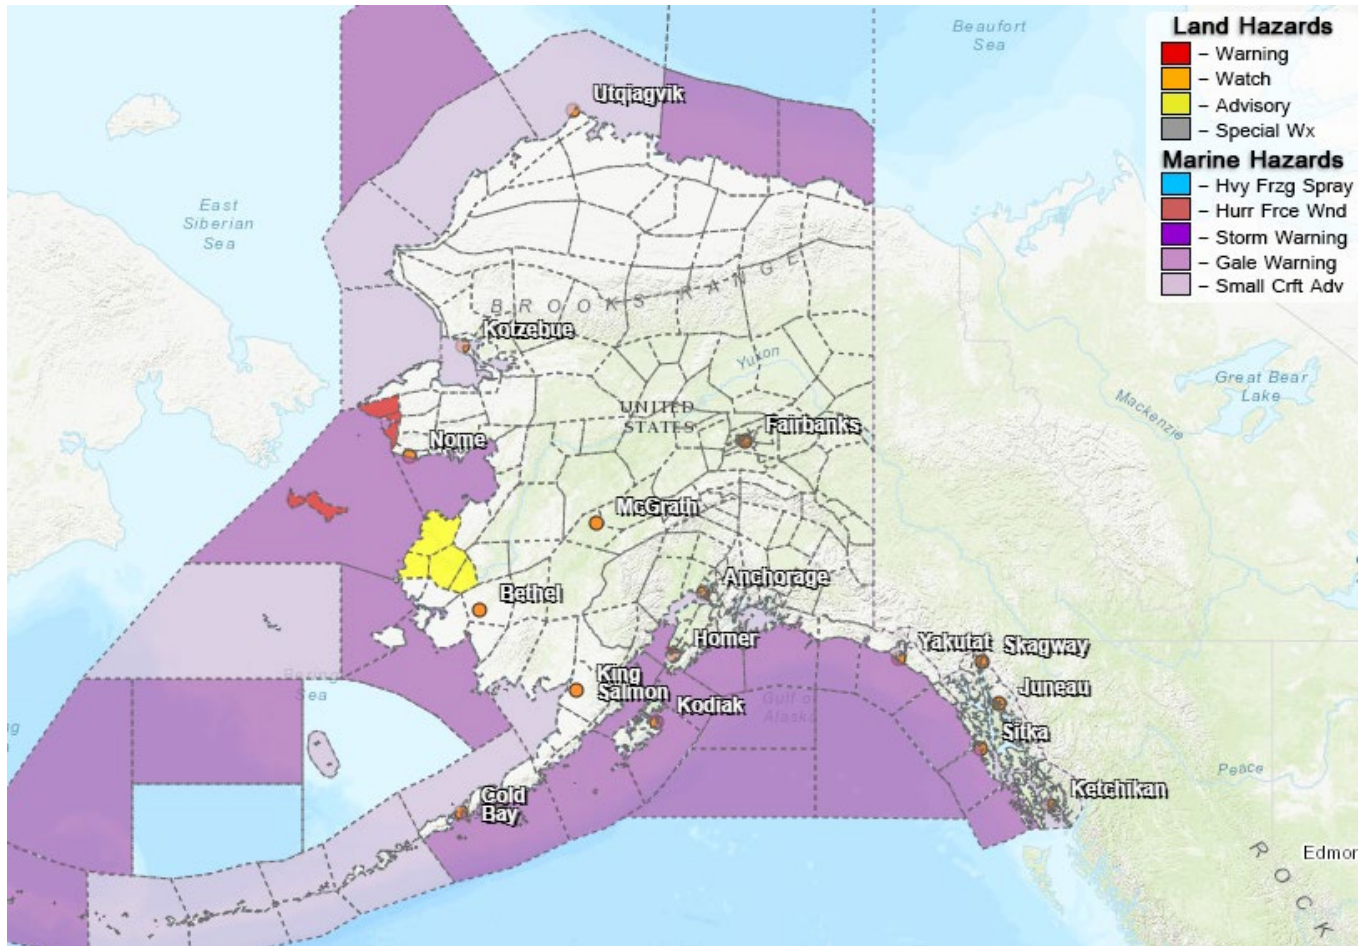 Beaufort
Sea
Land Hazards
– Warning
– Watch
– Advisory
– Special Wx
Marine Hazards
– Hvy Frzg Spray
– Hurr Frce Wnd
– Storm Warning
– Gale Warning
– Small Crft Adv
Utqiagvik
East
Siberian
Sea
BROOKS RANGE
Kotzebue
Yukon
Great Bear
Lake
Mackenzie
UNITED
STATES
Nome
Fairbanks
McGrath
Anchorage
Bethel
Homer
Yakutat
Skagway
King
Salmon
Sea
Kodiak
Gulf of
Alaska
Juneau
Sitka
Peace
Ketchikan
Cold
Bay
Edmor
ROCK